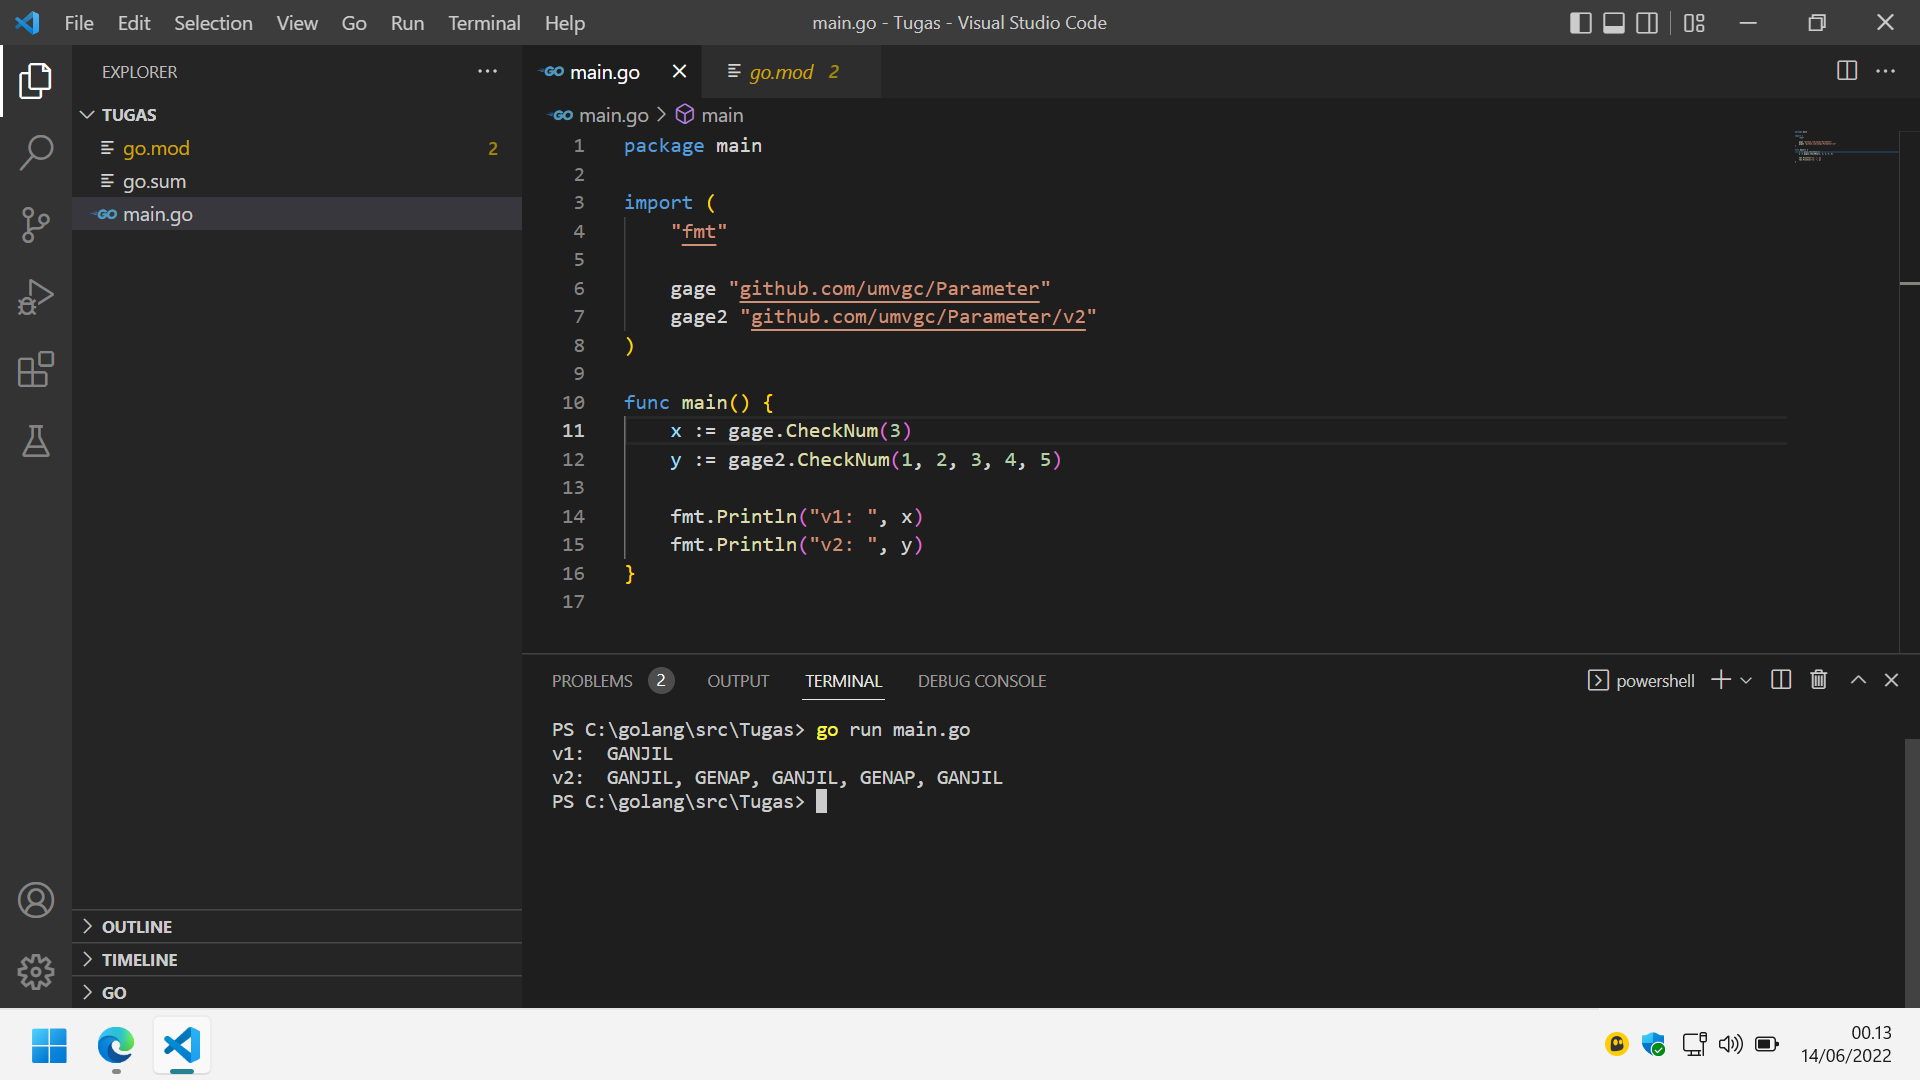 File Edit Selection View Go Run Terminal Help
main.go - Tugas - Visual Studio Code
EXPLORER
TUGAS
go.mod 2
go.sum
GO main.go
GO main.go
go.mod 2
GO main.go > main
1 package main
2
3 import (
4 "fmt"
5
6 gage "github.com/umvgc/Parameter"
7 gage2 "github.com/umvgc/Parameter/v2"
8 )
9
10 func main() {
11 x := gage.CheckNum(3)
12 y := gage2.CheckNum(1, 2, 3, 4, 5)
13
14 fmt.Println("v1: ", x)
15 fmt.Println("v2: ", y)
16 }
17
PROBLEMS 2 OUTPUT TERMINAL DEBUG CONSOLE
powershell
PS C:\golang\src\Tugas> go run main.go
v1:  GANJIL
v2:  GANJIL, GENAP, GANJIL, GENAP, GANJIL
PS C:\golang\src\Tugas>
OUTLINE
TIMELINE
GO
00.13
14/06/2022